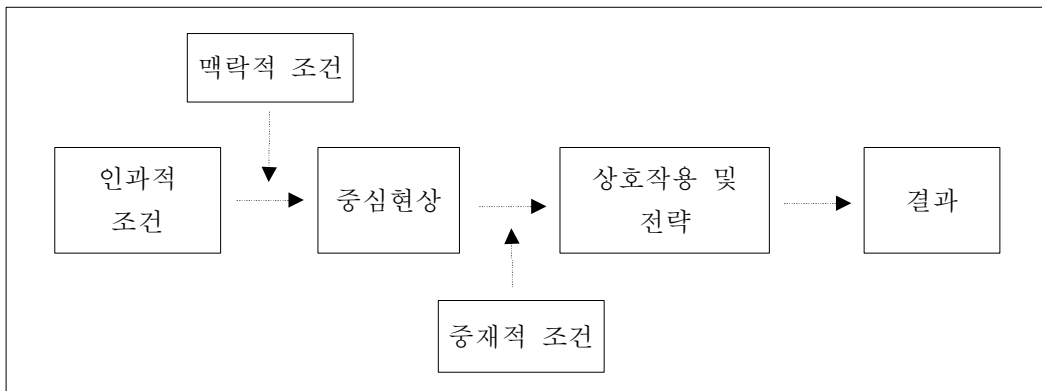 맥락적 조건
인과적
조건
중심현상
상호작용 및
전략
결과
중재적 조건